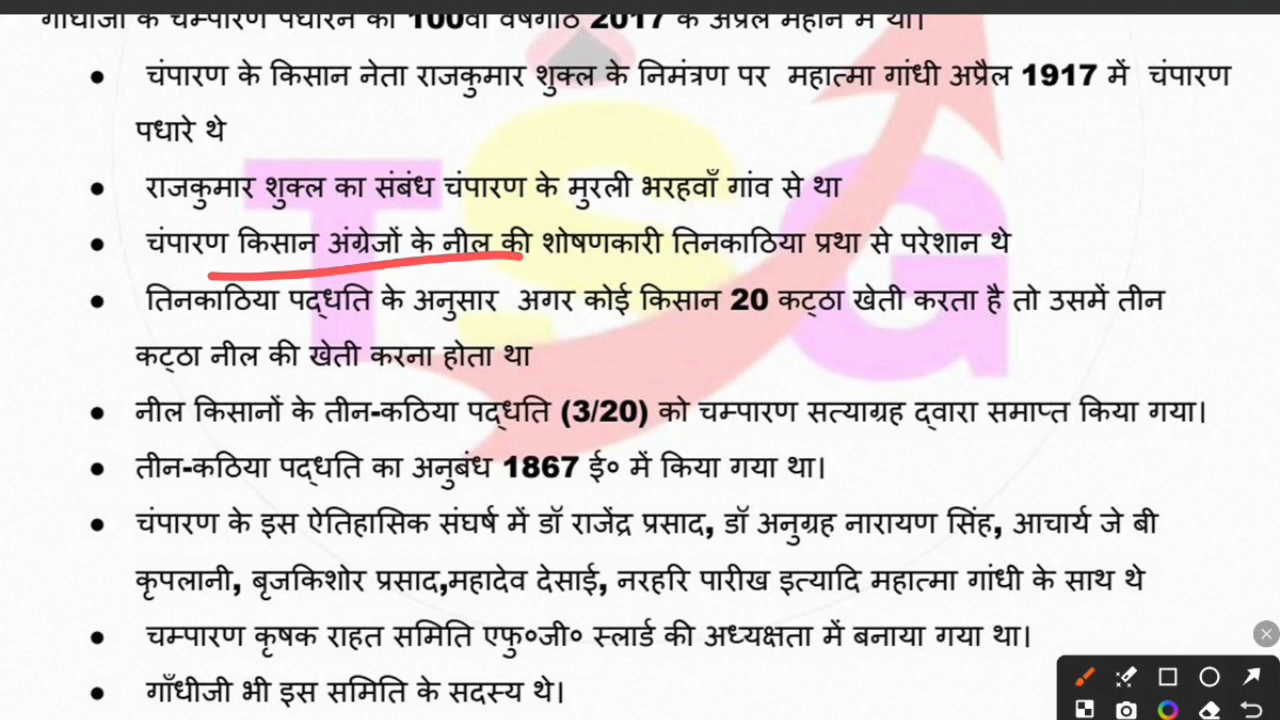 गाँधीजी के चम्पारण पधारने की 100वीं वर्षगाँठ 2017 के अप्रैल महीने में थी।
● चंपारण के किसान नेता राजकुमार शुक्ल के निमंत्रण पर महात्मा गांधी अप्रैल 1917 में चंपारण
पधारे थे
● राजकुमार शुक्ल का संबंध चंपारण के मुरली भरहवाँ गांव से था
● चंपारण किसान अंग्रेजों के नील की शोषणकारी तिनकाठिया प्रथा से परेशान थे
● तिनकाठिया पद्धति के अनुसार अगर कोई किसान 20 कट्ठा खेती करता है तो उसमें तीन
कट्ठा नील की खेती करना होता था
● नील किसानों के तीन-कठिया पद्धति (3/20) को चम्पारण सत्याग्रह द्वारा समाप्त किया गया।
● तीन-कठिया पद्धति का अनुबंध 1867 ई० में किया गया था।
● चंपारण के इस ऐतिहासिक संघर्ष में डॉ राजेंद्र प्रसाद, डॉ अनुग्रह नारायण सिंह, आचार्य जे बी
कृपलानी, बृजकिशोर प्रसाद,महादेव देसाई, नरहरि पारीख इत्यादि महात्मा गांधी के साथ थे
● चम्पारण कृषक राहत समिति एफ०जी० स्लाई की अध्यक्षता में बनाया गया था।
● गाँधीजी भी इस समिति के सदस्य थे।
TSG